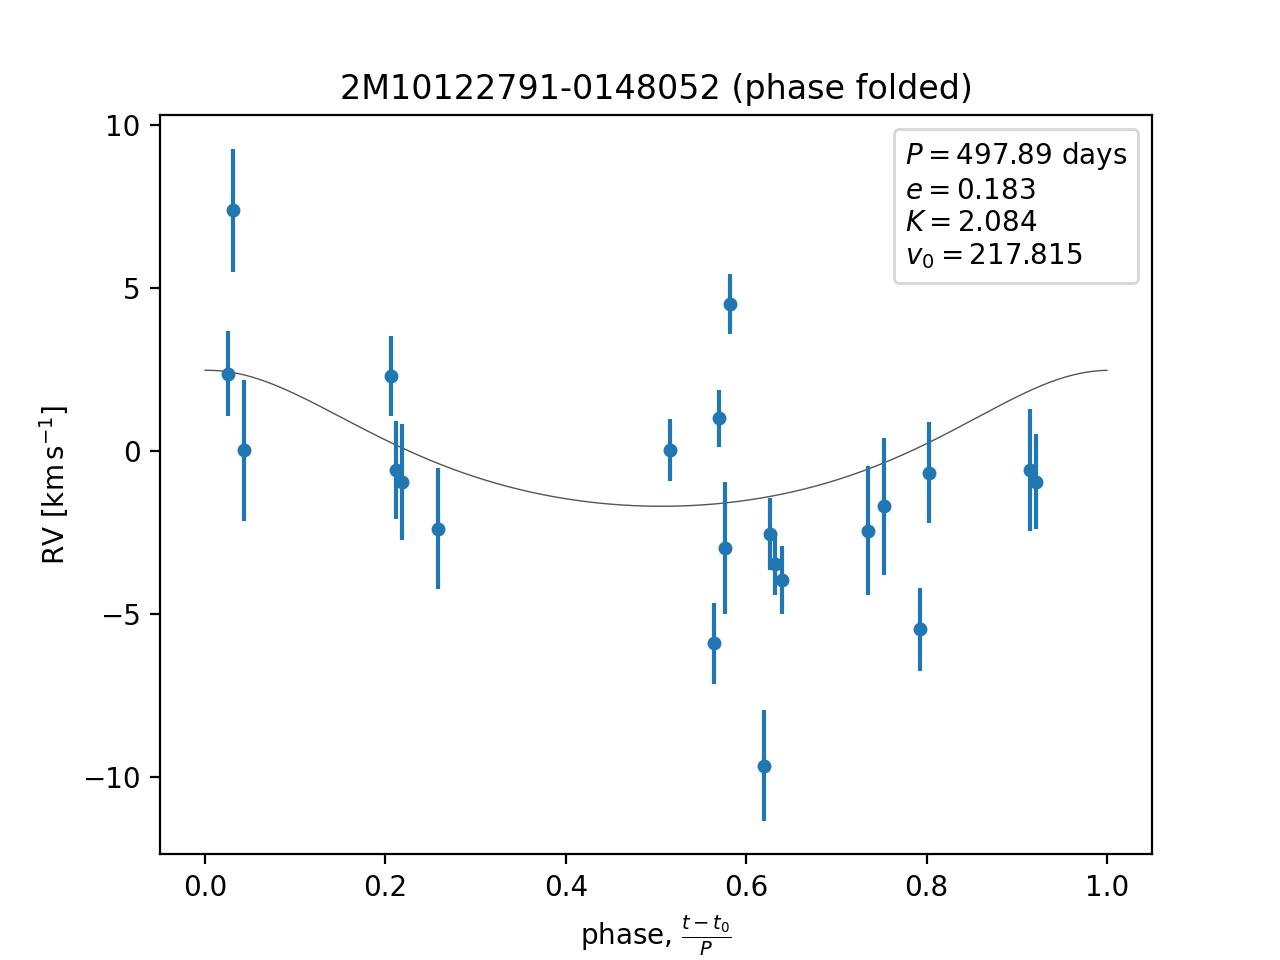 2M10122791-0148052 (phase folded)
P = 497.89 days
e = 0.183
K = 2.084
v₀ = 217.815
10
5
0
−5
−10
RV [km s⁻¹]
0.0 0.2 0.4 0.6 0.8 1.0
phase, (t − t₀)/P